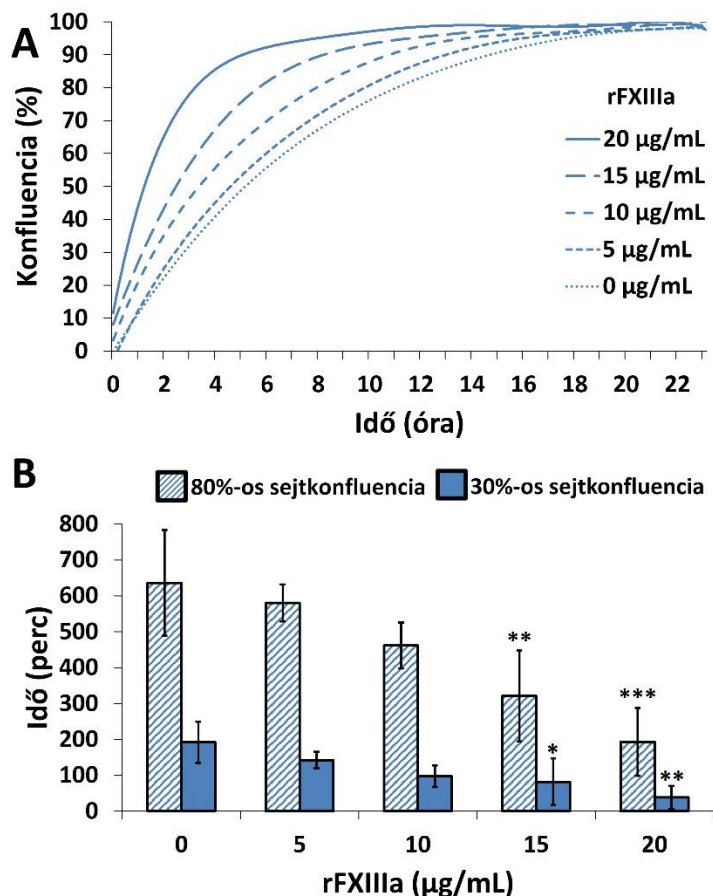 A
Konfluencia (%)
100
90
80
70
60
50
40
30
20
10
0
rFXIIIa
20 µg/mL
15 µg/mL
10 µg/mL
5 µg/mL
0 µg/mL
0 2 4 6 8 10 12 14 16 18 20 22
Idő (óra)
B
80%-os sejtkonfluencia 30%-os sejtkonfluencia
Idő (perc)
800
700
600
500
400
300
200
100
0
** * *** **
0 5 10 15 20
rFXIIIa (µg/mL)